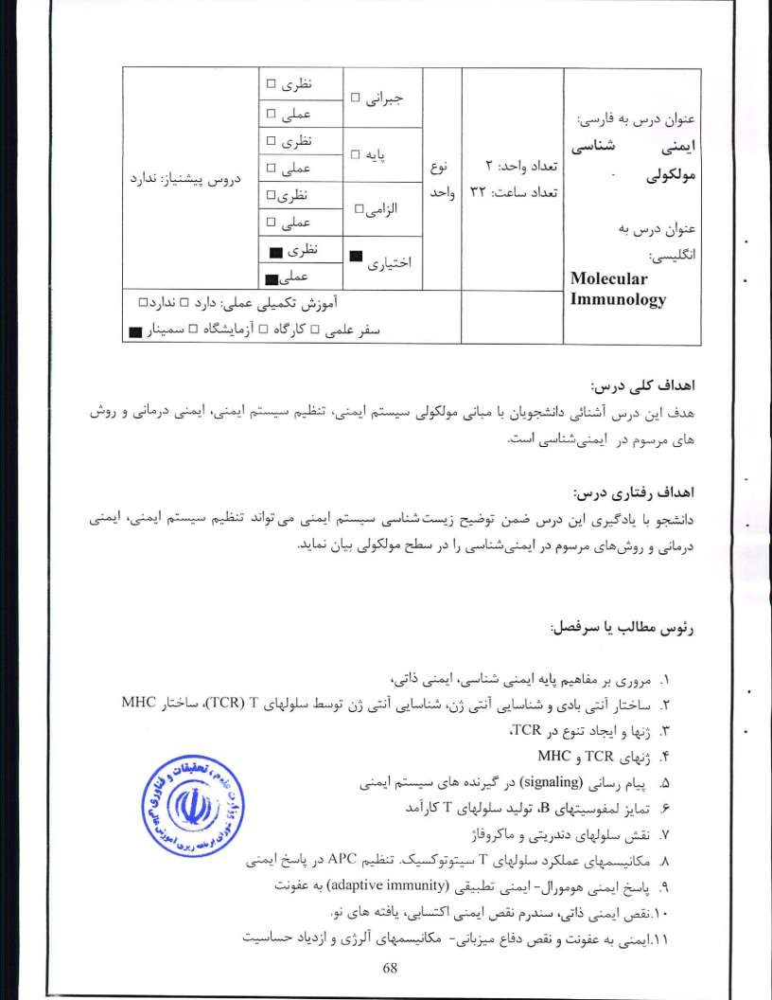 عنوان درس به فارسی:
ایمنی شناسی
مولکولی
عنوان درس به
انگلیسی:
Molecular
Immunology
تعداد واحد: ۲
تعداد ساعت: ۳۲
نوع
واحد
جبرانی □
نظری □
عملی □
پایه □
نظری □
عملی □
الزامی□
نظری□
عملی □
اختیاری ■
نظری ■
عملی■
دروس پیشنیاز: ندارد
آموزش تکمیلی عملی: دارد □ ندارد□
سفر علمی □ کارگاه □ آزمایشگاه □ سمینار ■
اهداف کلی درس:
هدف این درس آشنائی دانشجویان با مبانی مولکولی سیستم ایمنی، تنظیم سیستم ایمنی، ایمنی درمانی و روش
های مرسوم در ایمنی‌شناسی است.
اهداف رفتاری درس:
دانشجو با یادگیری این درس ضمن توضیح زیست‌شناسی سیستم ایمنی می‌تواند تنظیم سیستم ایمنی، ایمنی
درمانی و روش‌های مرسوم در ایمنی‌شناسی را در سطح مولکولی بیان نماید.
رئوس مطالب یا سرفصل:
۱. مروری بر مفاهیم پایه ایمنی شناسی، ایمنی ذاتی،
۲. ساختار آنتی بادی و شناسایی آنتی ژن، شناسایی آنتی ژن توسط سلولهای T (TCR)، ساختار MHC
۳. ژنها و ایجاد تنوع در TCR،
۴. ژنهای TCR و MHC
۵. پیام رسانی (signaling) در گیرنده های سیستم ایمنی
۶. تمایز لمفوسیتهای B، تولید سلولهای T کارآمد
۷. نقش سلولهای دندریتی و ماکروفاژ
۸. مکانیسمهای عملکرد سلولهای T سیتوتوکسیک. تنظیم APC در پاسخ ایمنی
۹. پاسخ ایمنی هومورال- ایمنی تطبیقی (adaptive immunity) به عفونت
۱۰.نقص ایمنی ذاتی، سندرم نقص ایمنی اکتسابی، یافته های نو.
۱۱.ایمنی به عفونت و نقص دفاع میزبانی- مکانیسمهای آلرژی و ازدیاد حساسیت
وزارت علوم، تحقیقات و فناوری
شورای برنامه ریزی آموزش عالی
68